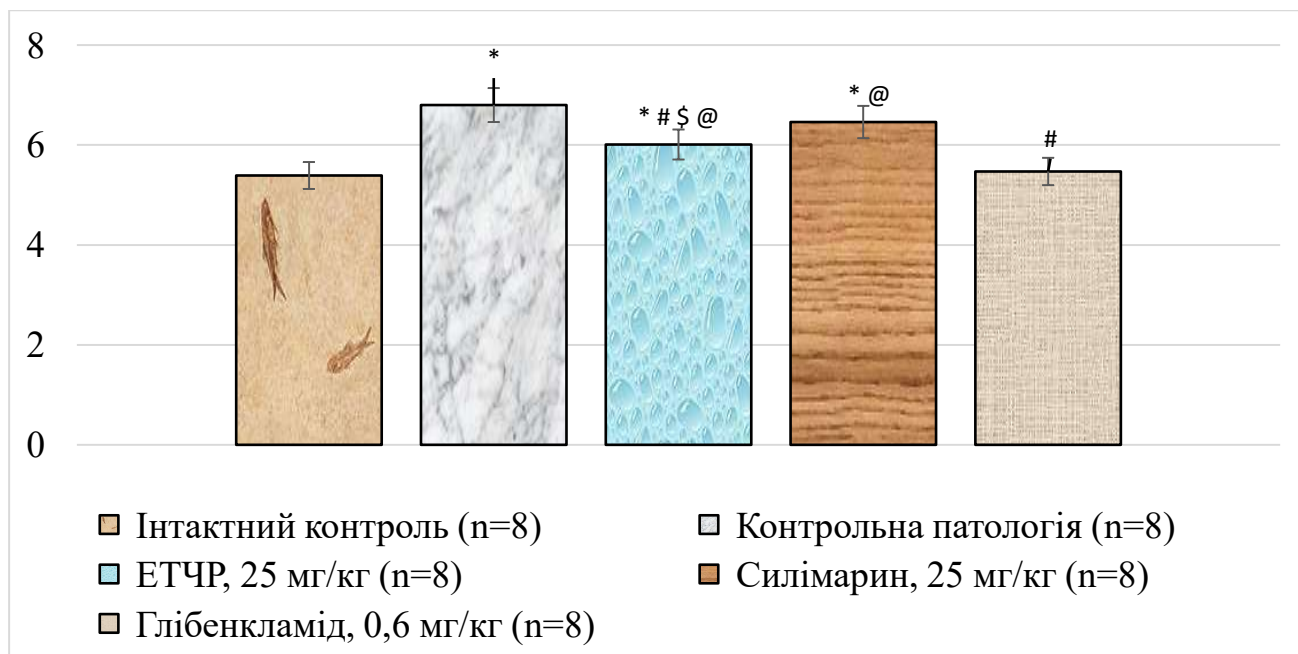 8
*
* @
* # $ @
#
6
4
2
0
Інтактний контроль (n=8)
Контрольна патологія (n=8)
ЕТЧР, 25 мг/кг (n=8)
Силімарин, 25 мг/кг (n=8)
Глібенкламід, 0,6 мг/кг (n=8)